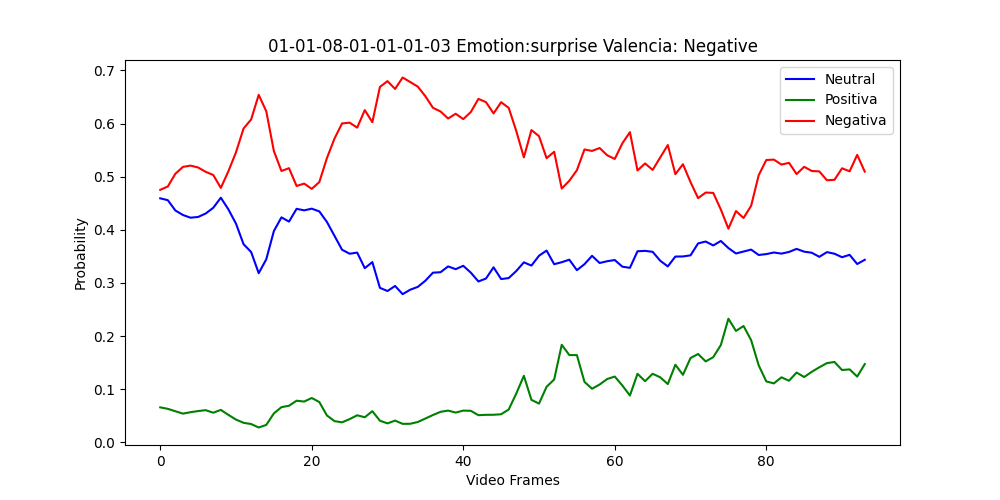 01-01-08-01-01-01-03 Emotion:surprise Valencia: Negative
Neutral
Positiva
Negativa
Probability
0.7
0.6
0.5
0.4
0.3
0.2
0.1
0.0
0 20 40 60 80
Video Frames